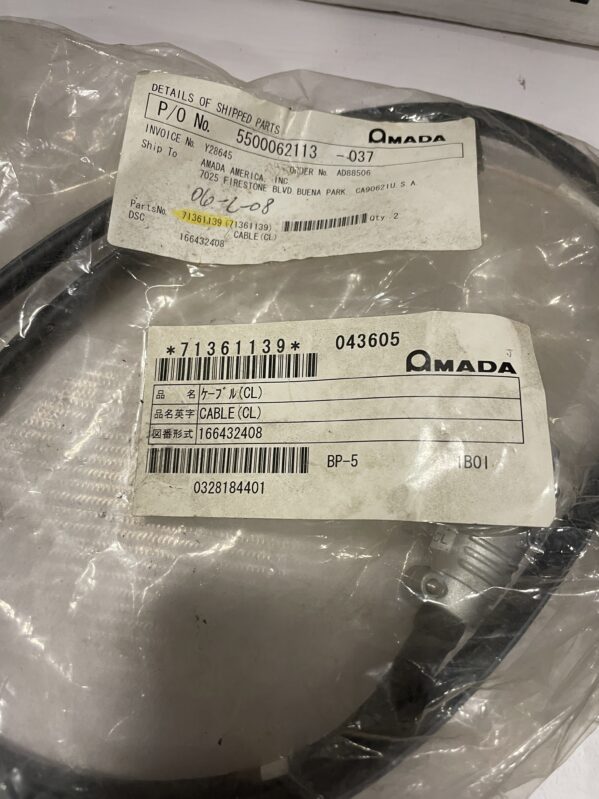 DETAILS OF SHIPPED PARTS
P/O No. 5500062113 -037
AMADA
INVOICE No. Y28645 ORDER No AD88506
Ship To AMADA AMERICA, INC
7025 FIRESTONE BLVD BUENA PARK, CA90621U.S.A.
06-2-08
PartsNo. 71361139 (71361139) Qty. 2
DSC CABLE(CL)
166432408
*71361139* 043605
AMADA
品 名 ケーブル(CL)
品名英字 CABLE(CL)
図番形式 166432408
BP-5 1B01
0328184401
CL